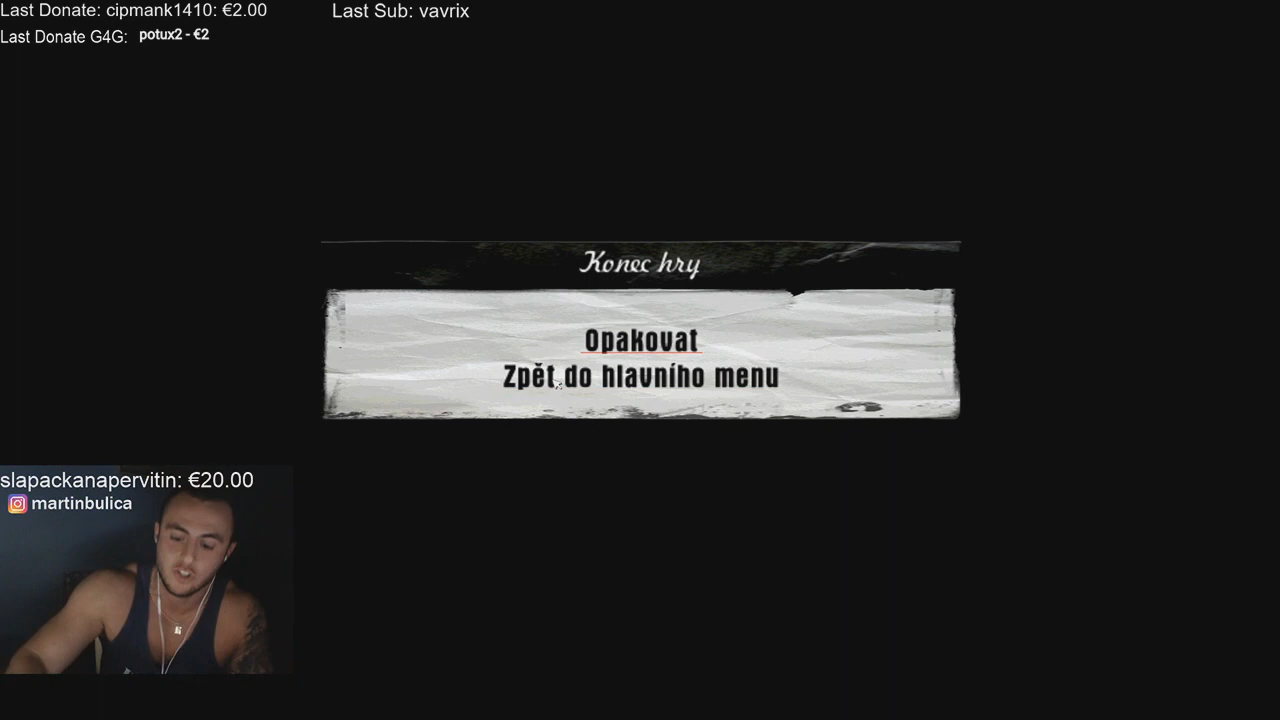 Last Donate: cipmank1410: €2.00
Last Sub: vavrix
Last Donate G4G: potux2 - €2
Konec hry
Opakovat
Zpět do hlavního menu
slapackanapervitin: €20.00
martinbulica